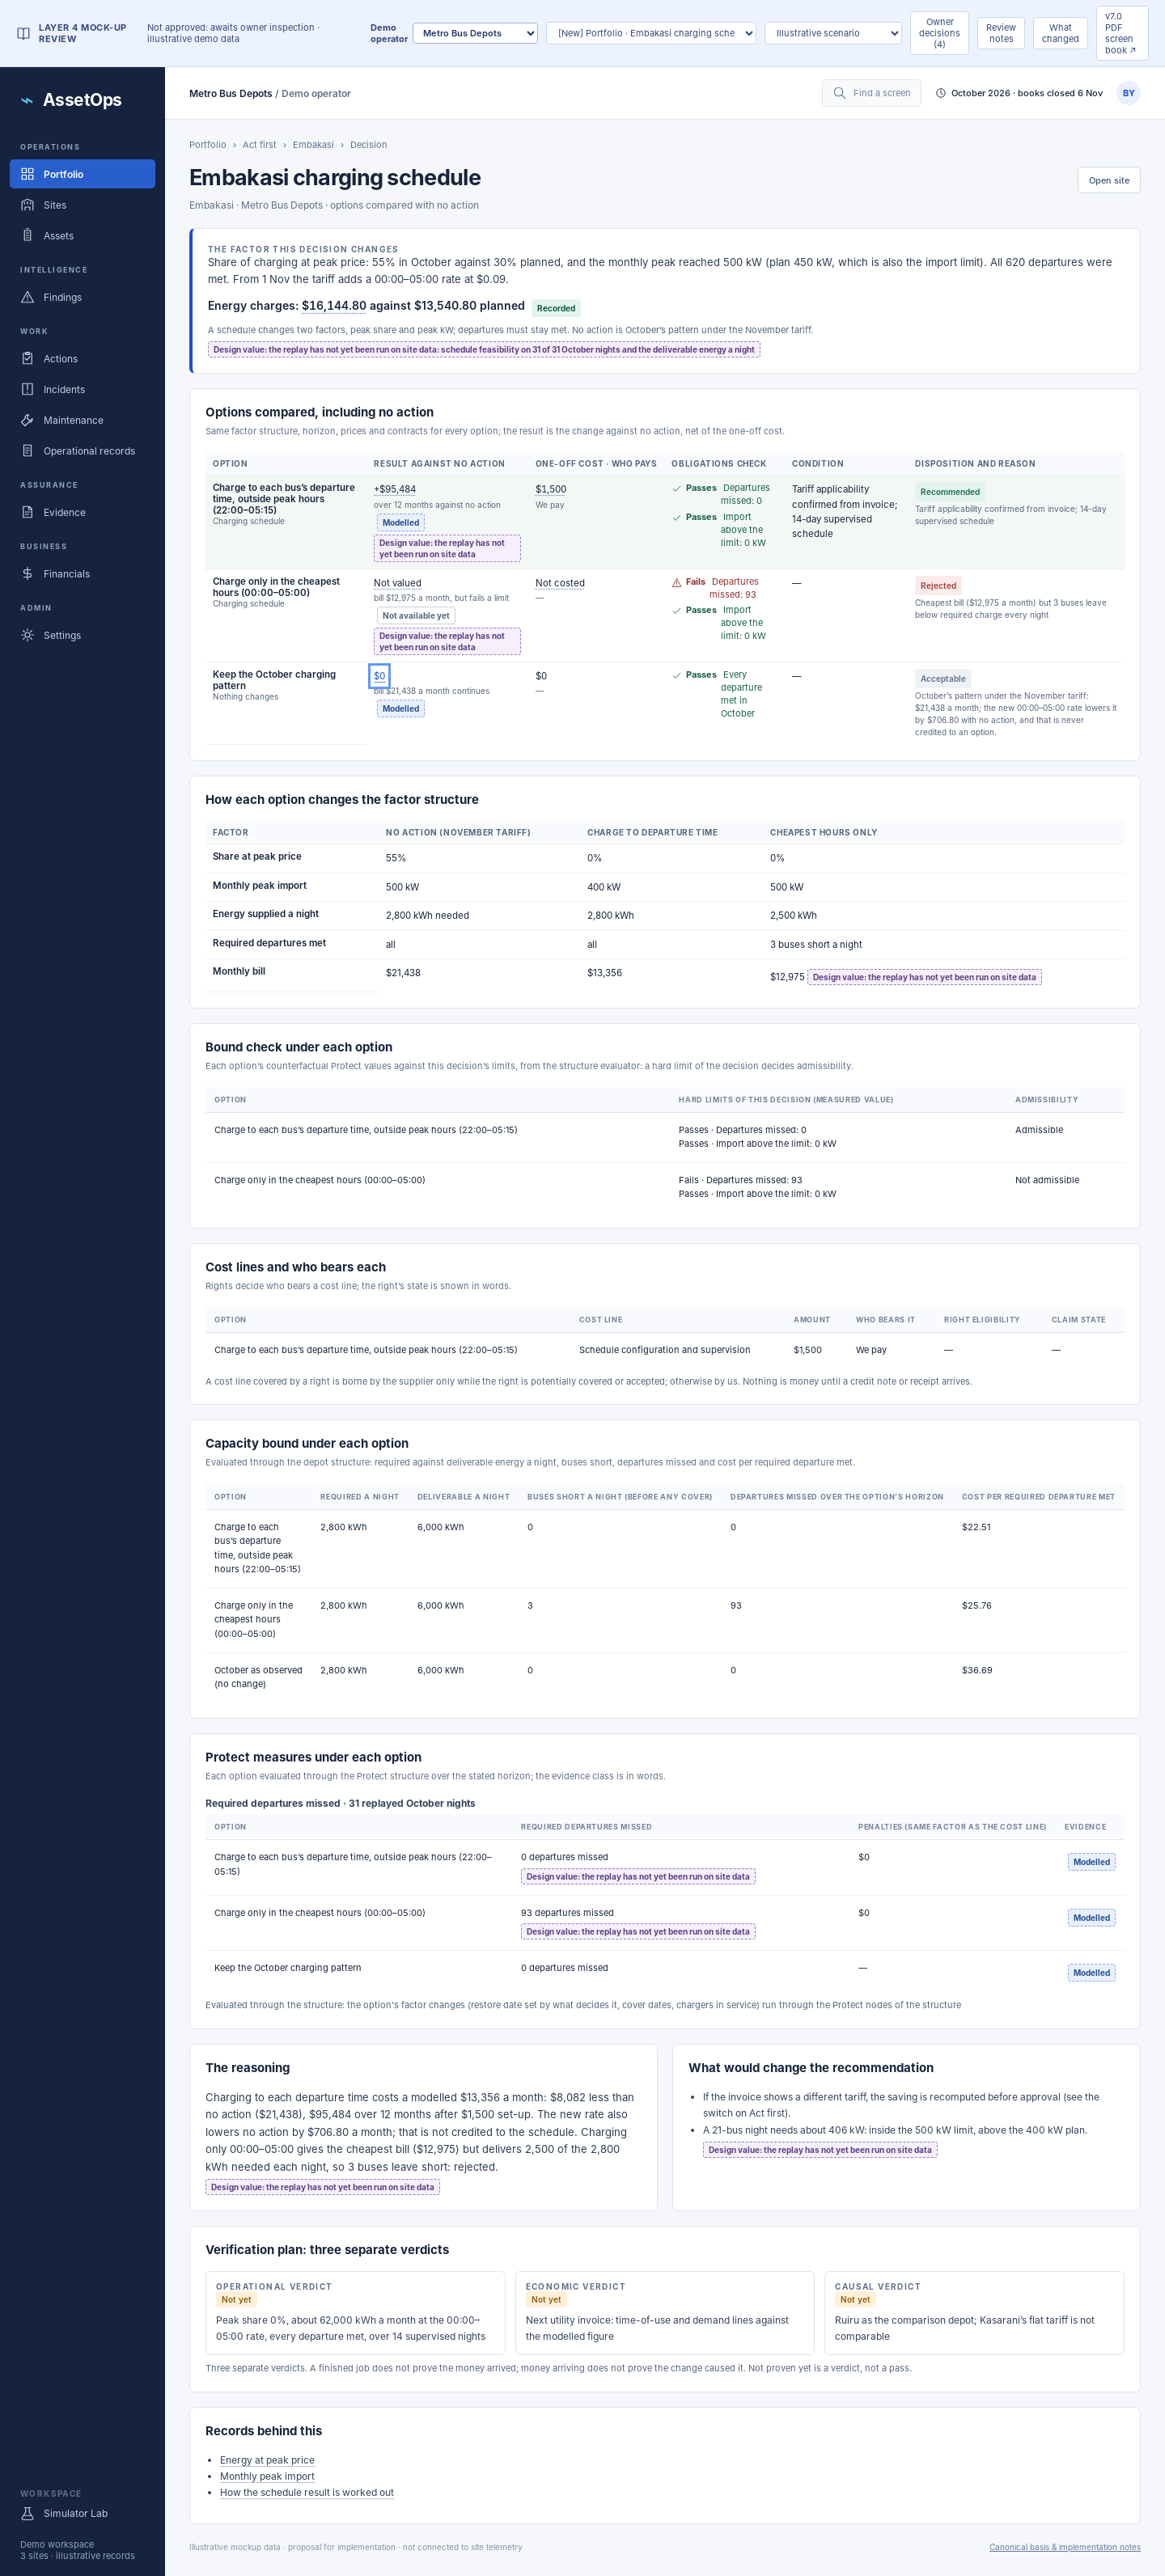 LAYER 4 MOCK-UP
REVIEW
Not approved: awaits owner inspection ·
illustrative demo data
Demo
operator
Metro Bus Depots
[New] Portfolio · Embakasi charging sche
Illustrative scenario
Owner
decisions
(4)
Review
notes
What
changed
v7.0
PDF
screen
book ↗
AssetOps
OPERATIONS
Portfolio
Sites
Assets
INTELLIGENCE
Findings
WORK
Actions
Incidents
Maintenance
Operational records
ASSURANCE
Evidence
BUSINESS
Financials
ADMIN
Settings
WORKSPACE
Simulator Lab
Demo workspace
3 sites · illustrative records
Metro Bus Depots / Demo operator
Find a screen
October 2026 · books closed 6 Nov
BY
Portfolio › Act first › Embakasi › Decision
Embakasi charging schedule
Open site
Embakasi · Metro Bus Depots · options compared with no action
THE FACTOR THIS DECISION CHANGES
Share of charging at peak price: 55% in October against 30% planned, and the monthly peak reached 500 kW (plan 450 kW, which is also the import limit). All 620 departures were
met. From 1 Nov the tariff adds a 00:00–05:00 rate at $0.09.
Energy charges: $16,144.80 against $13,540.80 planned Recorded
A schedule changes two factors, peak share and peak kW; departures must stay met. No action is October's pattern under the November tariff.
Design value: the replay has not yet been run on site data: schedule feasibility on 31 of 31 October nights and the deliverable energy a night
Options compared, including no action
Same factor structure, horizon, prices and contracts for every option; the result is the change against no action, net of the one-off cost.
OPTION RESULT AGAINST NO ACTION ONE-OFF COST · WHO PAYS OBLIGATIONS CHECK CONDITION DISPOSITION AND REASON
Charge to each bus's departure
time, outside peak hours
(22:00–05:15)
Charging schedule
+$95,484
over 12 months against no action
Modelled
Design value: the replay has not
yet been run on site data
$1,500
We pay
Passes Departures
missed: 0
Passes Import
above the
limit: 0 kW
Tariff applicability
confirmed from invoice;
14-day supervised
schedule
Recommended
Tariff applicability confirmed from invoice; 14-day
supervised schedule
Charge only in the cheapest
hours (00:00–05:00)
Charging schedule
Not valued
bill $12,975 a month, but fails a limit
Not available yet
Design value: the replay has not
yet been run on site data
Not costed
—
Fails Departures
missed: 93
Passes Import
above the
limit: 0 kW
—
Rejected
Cheapest bill ($12,975 a month) but 3 buses leave
below required charge every night
Keep the October charging
pattern
Nothing changes
$0
bill $21,438 a month continues
Modelled
$0
—
Passes Every
departure
met in
October
—
Acceptable
October's pattern under the November tariff:
$21,438 a month; the new 00:00–05:00 rate lowers it
by $706.80 with no action, and that is never
credited to an option.
How each option changes the factor structure
FACTOR NO ACTION (NOVEMBER TARIFF) CHARGE TO DEPARTURE TIME CHEAPEST HOURS ONLY
Share at peak price 55% 0% 0%
Monthly peak import 500 kW 400 kW 500 kW
Energy supplied a night 2,800 kWh needed 2,800 kWh 2,500 kWh
Required departures met all all 3 buses short a night
Monthly bill $21,438 $13,356 $12,975 Design value: the replay has not yet been run on site data
Bound check under each option
Each option's counterfactual Protect values against this decision's limits, from the structure evaluator: a hard limit of the decision decides admissibility.
OPTION HARD LIMITS OF THIS DECISION (MEASURED VALUE) ADMISSIBILITY
Charge to each bus's departure time, outside peak hours (22:00–05:15)
Passes · Departures missed: 0
Passes · Import above the limit: 0 kW
Admissible
Charge only in the cheapest hours (00:00–05:00)
Fails · Departures missed: 93
Passes · Import above the limit: 0 kW
Not admissible
Cost lines and who bears each
Rights decide who bears a cost line; the right's state is shown in words.
OPTION COST LINE AMOUNT WHO BEARS IT RIGHT ELIGIBILITY CLAIM STATE
Charge to each bus's departure time, outside peak hours (22:00–05:15) Schedule configuration and supervision $1,500 We pay — —
A cost line covered by a right is borne by the supplier only while the right is potentially covered or accepted; otherwise by us. Nothing is money until a credit note or receipt arrives.
Capacity bound under each option
Evaluated through the depot structure: required against deliverable energy a night, buses short, departures missed and cost per required departure met.
OPTION REQUIRED A NIGHT DELIVERABLE A NIGHT BUSES SHORT A NIGHT (BEFORE ANY COVER) DEPARTURES MISSED OVER THE OPTION'S HORIZON COST PER REQUIRED DEPARTURE MET
Charge to each
bus's departure
time, outside peak
hours (22:00–05:15)
2,800 kWh 6,000 kWh 0 0 $22.51
Charge only in the
cheapest hours
(00:00–05:00)
2,800 kWh 6,000 kWh 3 93 $25.76
October as observed
(no change)
2,800 kWh 6,000 kWh 0 0 $36.69
Protect measures under each option
Each option evaluated through the Protect structure over the stated horizon; the evidence class is in words.
Required departures missed · 31 replayed October nights
OPTION REQUIRED DEPARTURES MISSED PENALTIES (SAME FACTOR AS THE COST LINE) EVIDENCE
Charge to each bus's departure time, outside peak hours (22:00–
05:15)
0 departures missed
Design value: the replay has not yet been run on site data
$0
Modelled
Charge only in the cheapest hours (00:00–05:00)
93 departures missed
Design value: the replay has not yet been run on site data
$0
Modelled
Keep the October charging pattern 0 departures missed — Modelled
Evaluated through the structure: the option's factor changes (restore date set by what decides it, cover dates, chargers in service) run through the Protect nodes of the structure
The reasoning
Charging to each departure time costs a modelled $13,356 a month: $8,082 less than
no action ($21,438), $95,484 over 12 months after $1,500 set-up. The new rate also
lowers no action by $706.80 a month; that is not credited to the schedule. Charging
only 00:00–05:00 gives the cheapest bill ($12,975) but delivers 2,500 of the 2,800
kWh needed each night, so 3 buses leave short: rejected.
Design value: the replay has not yet been run on site data
What would change the recommendation
• If the invoice shows a different tariff, the saving is recomputed before approval (see the
switch on Act first).
• A 21-bus night needs about 406 kW: inside the 500 kW limit, above the 400 kW plan.
Design value: the replay has not yet been run on site data
Verification plan: three separate verdicts
OPERATIONAL VERDICT
Not yet
Peak share 0%, about 62,000 kWh a month at the 00:00–
05:00 rate, every departure met, over 14 supervised nights
ECONOMIC VERDICT
Not yet
Next utility invoice: time-of-use and demand lines against
the modelled figure
CAUSAL VERDICT
Not yet
Ruiru as the comparison depot; Kasarani's flat tariff is not
comparable
Three separate verdicts. A finished job does not prove the money arrived; money arriving does not prove the change caused it. Not proven yet is a verdict, not a pass.
Records behind this
• Energy at peak price
• Monthly peak import
• How the schedule result is worked out
Illustrative mockup data · proposal for implementation · not connected to site telemetry
Canonical basis & implementation notes